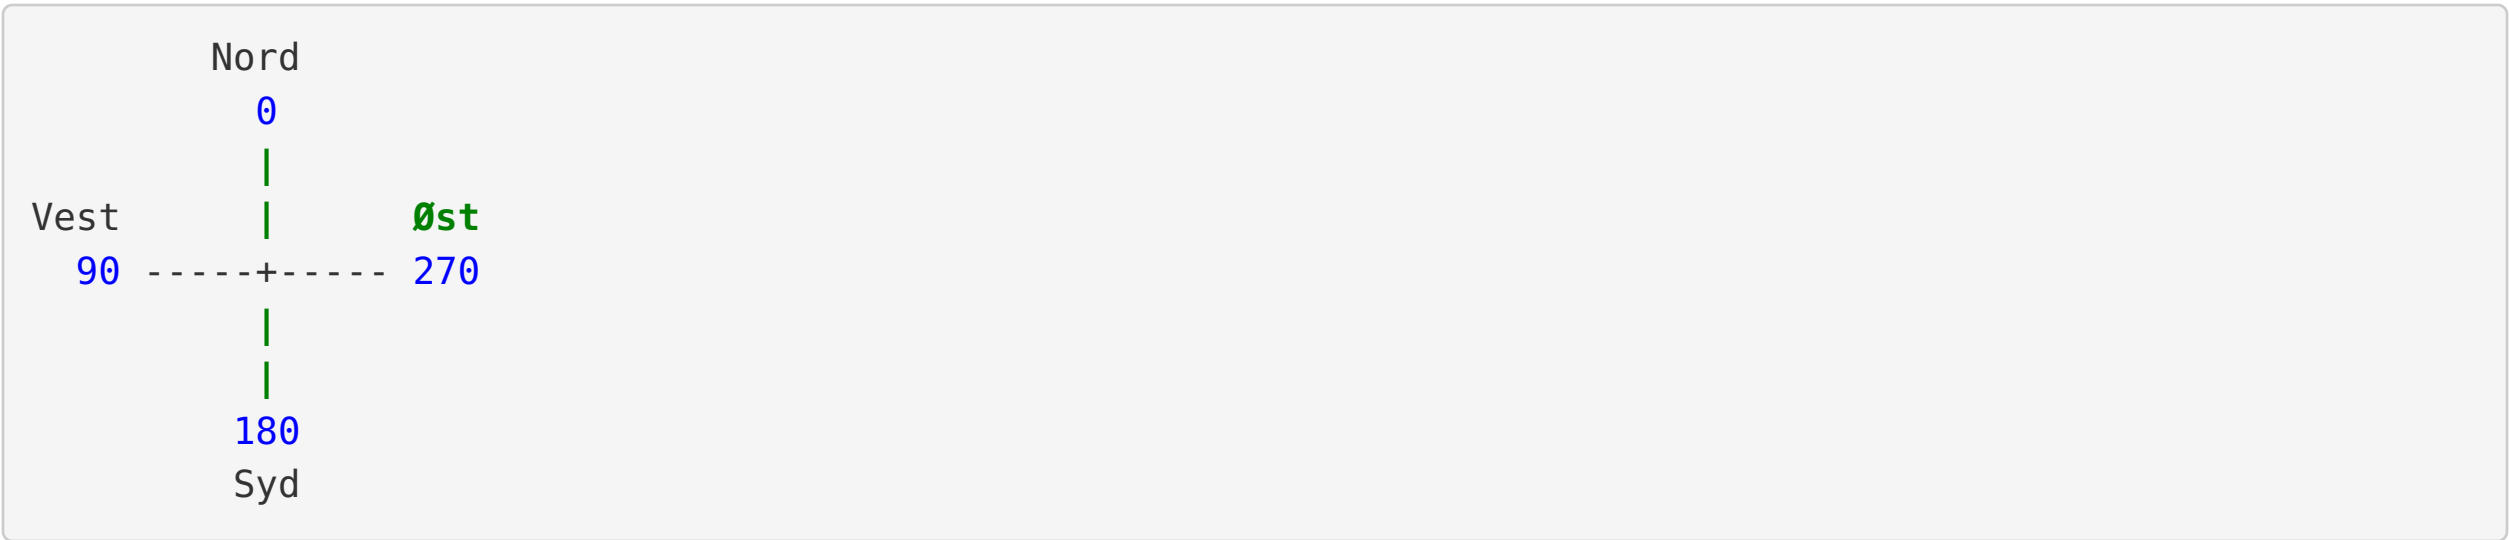 Nord
0
|
Vest | Øst
90 -----+----- 270
|
|
180
Syd